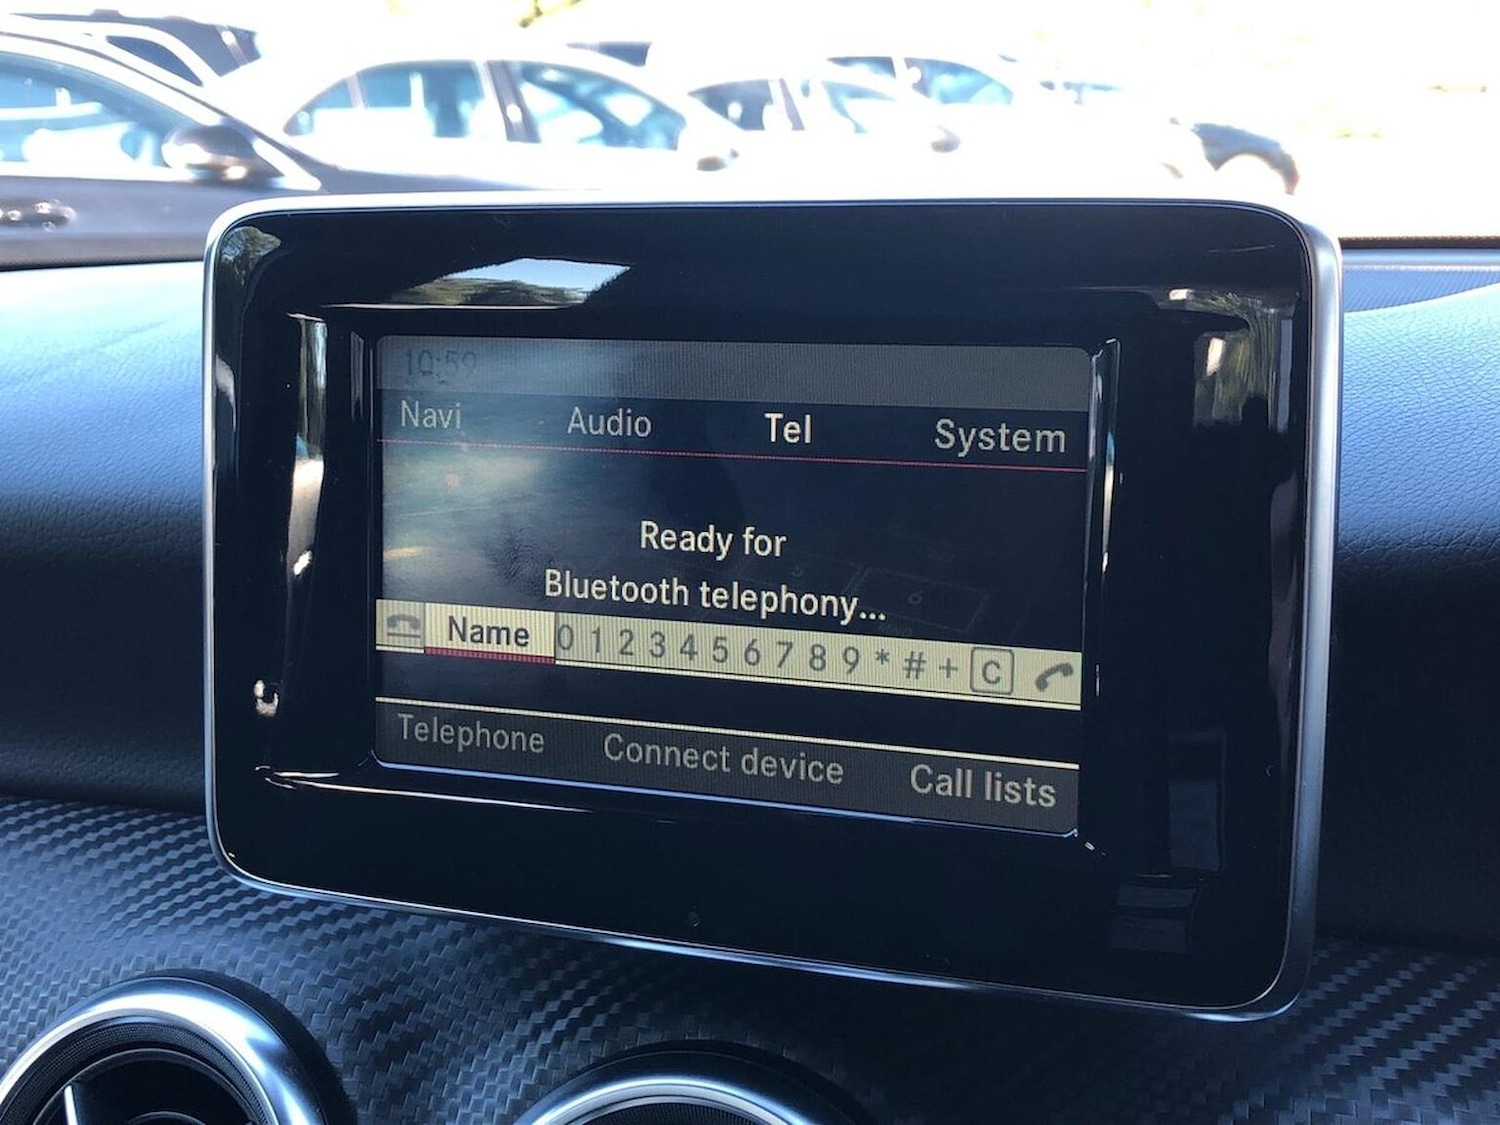 10:59
Navi Audio Tel System
Ready for
Bluetooth telephony...
Name 0 1 2 3 4 5 6 7 8 9 * # + C
Telephone Connect device Call lists